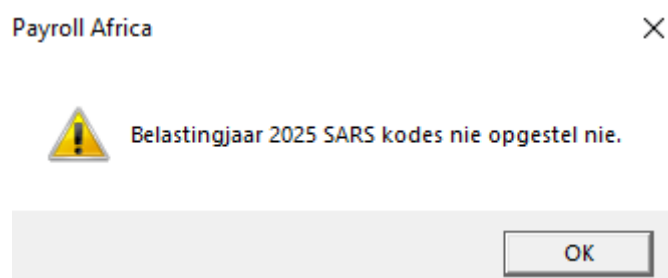 Payroll Africa
Belastingjaar 2025 SARS kodes nie opgestel nie.
OK